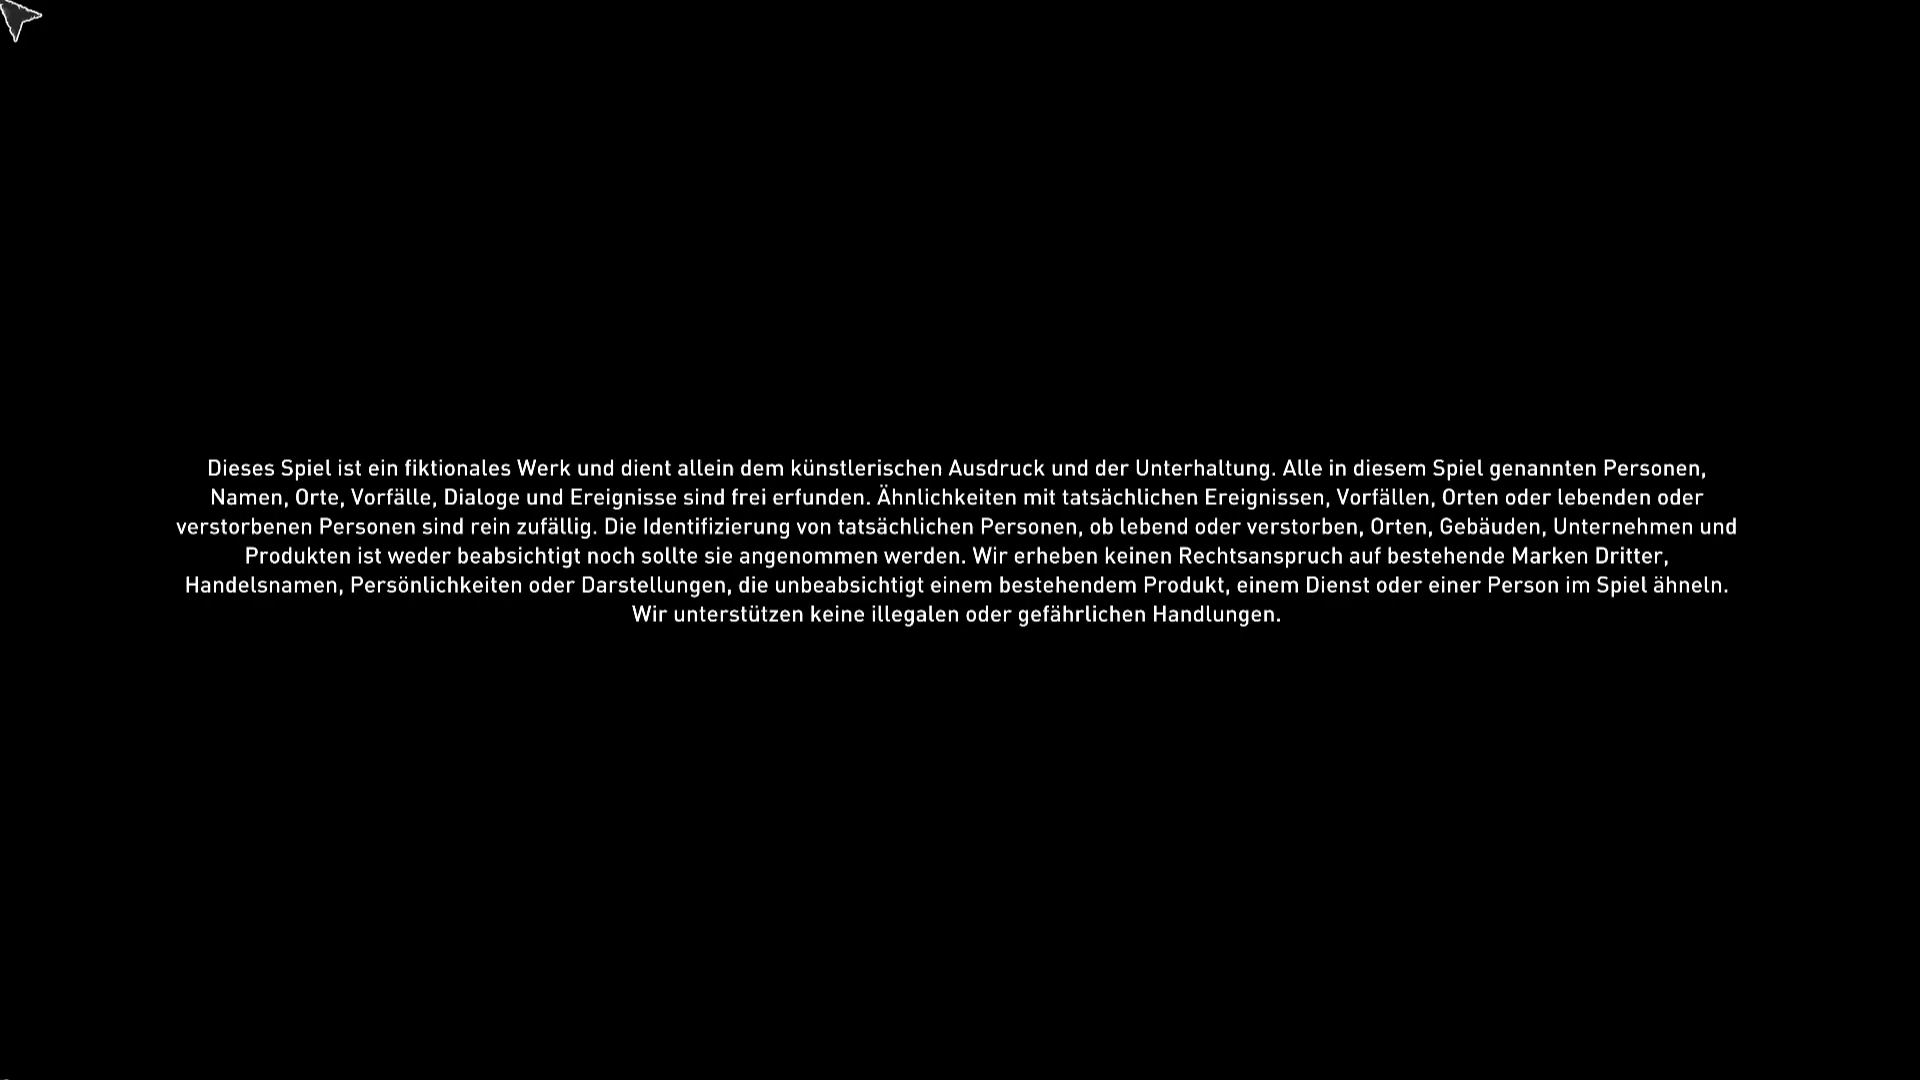 Dieses Spiel ist ein fiktionales Werk und dient allein dem künstlerischen Ausdruck und der Unterhaltung. Alle in diesem Spiel genannten Personen,
Namen, Orte, Vorfälle, Dialoge und Ereignisse sind frei erfunden. Ähnlichkeiten mit tatsächlichen Ereignissen, Vorfällen, Orten oder lebenden oder
verstorbenen Personen sind rein zufällig. Die Identifizierung von tatsächlichen Personen, ob lebend oder verstorben, Orten, Gebäuden, Unternehmen und
Produkten ist weder beabsichtigt noch sollte sie angenommen werden. Wir erheben keinen Rechtsanspruch auf bestehende Marken Dritter,
Handelsnamen, Persönlichkeiten oder Darstellungen, die unbeabsichtigt einem bestehendem Produkt, einem Dienst oder einer Person im Spiel ähneln.
Wir unterstützen keine illegalen oder gefährlichen Handlungen.